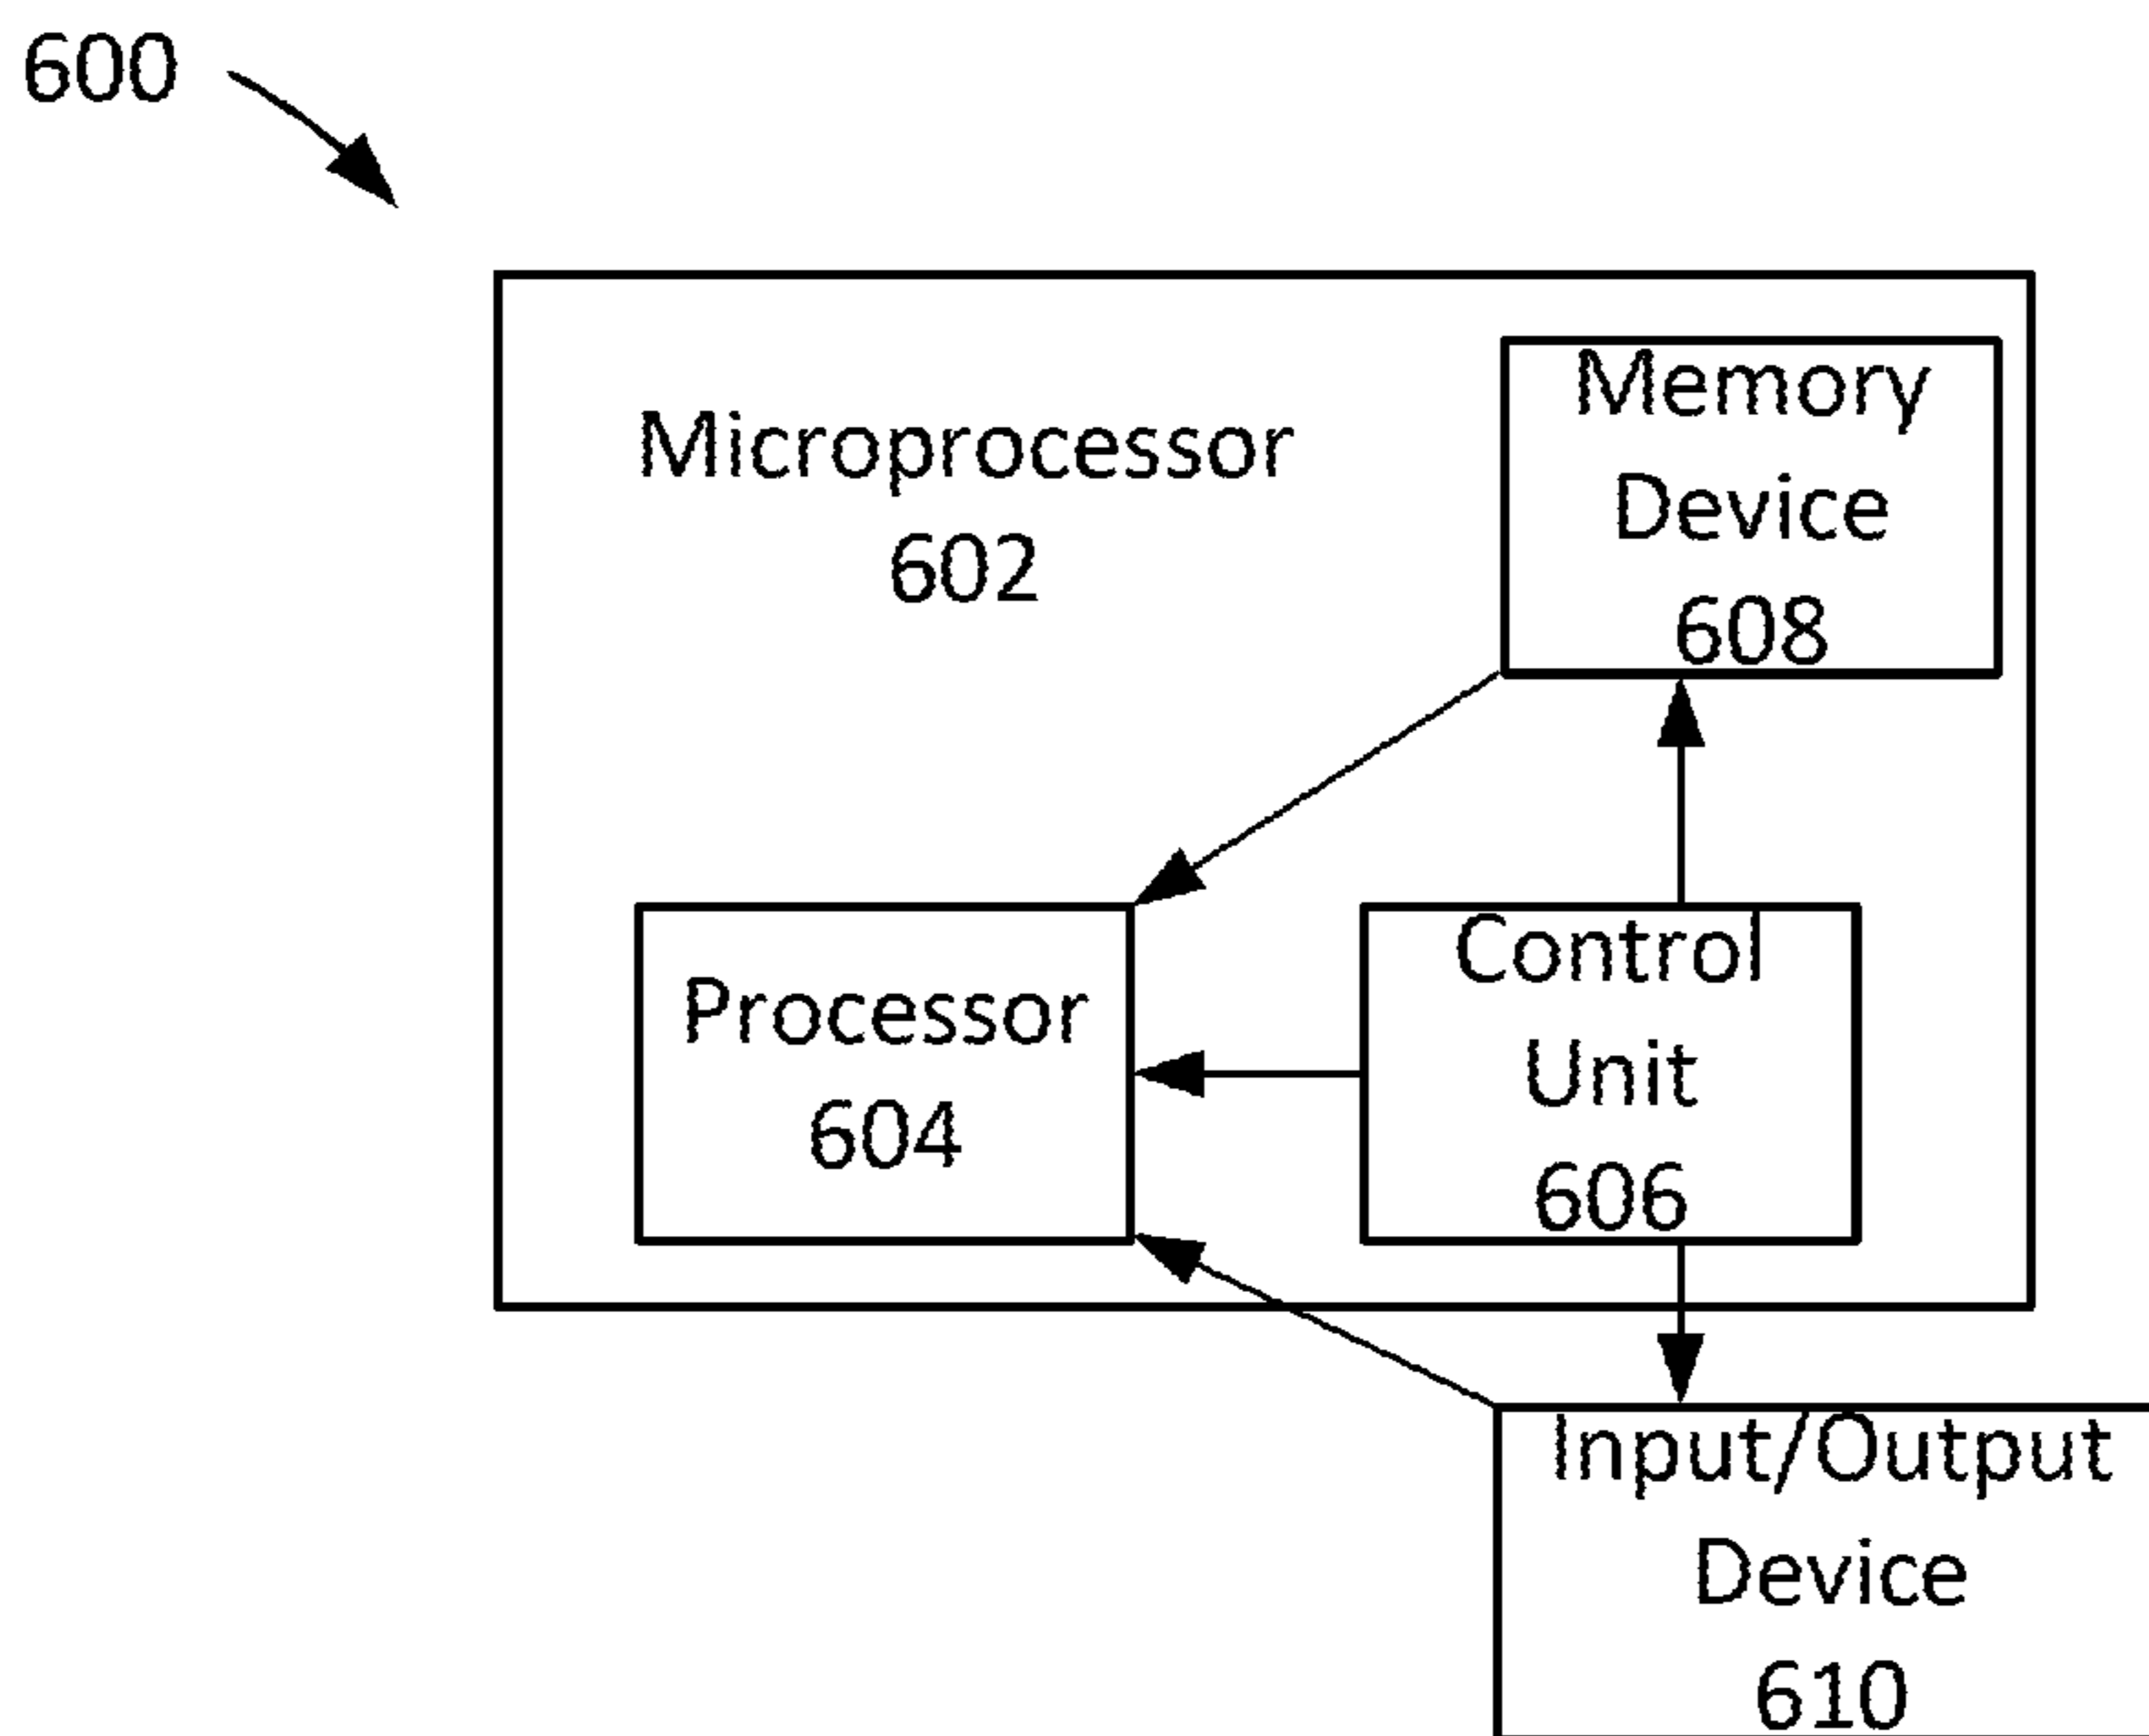 600
Microprocessor
602
Memory
Device
608
Processor
604
Control
Unit
606
Input/Output
Device
610